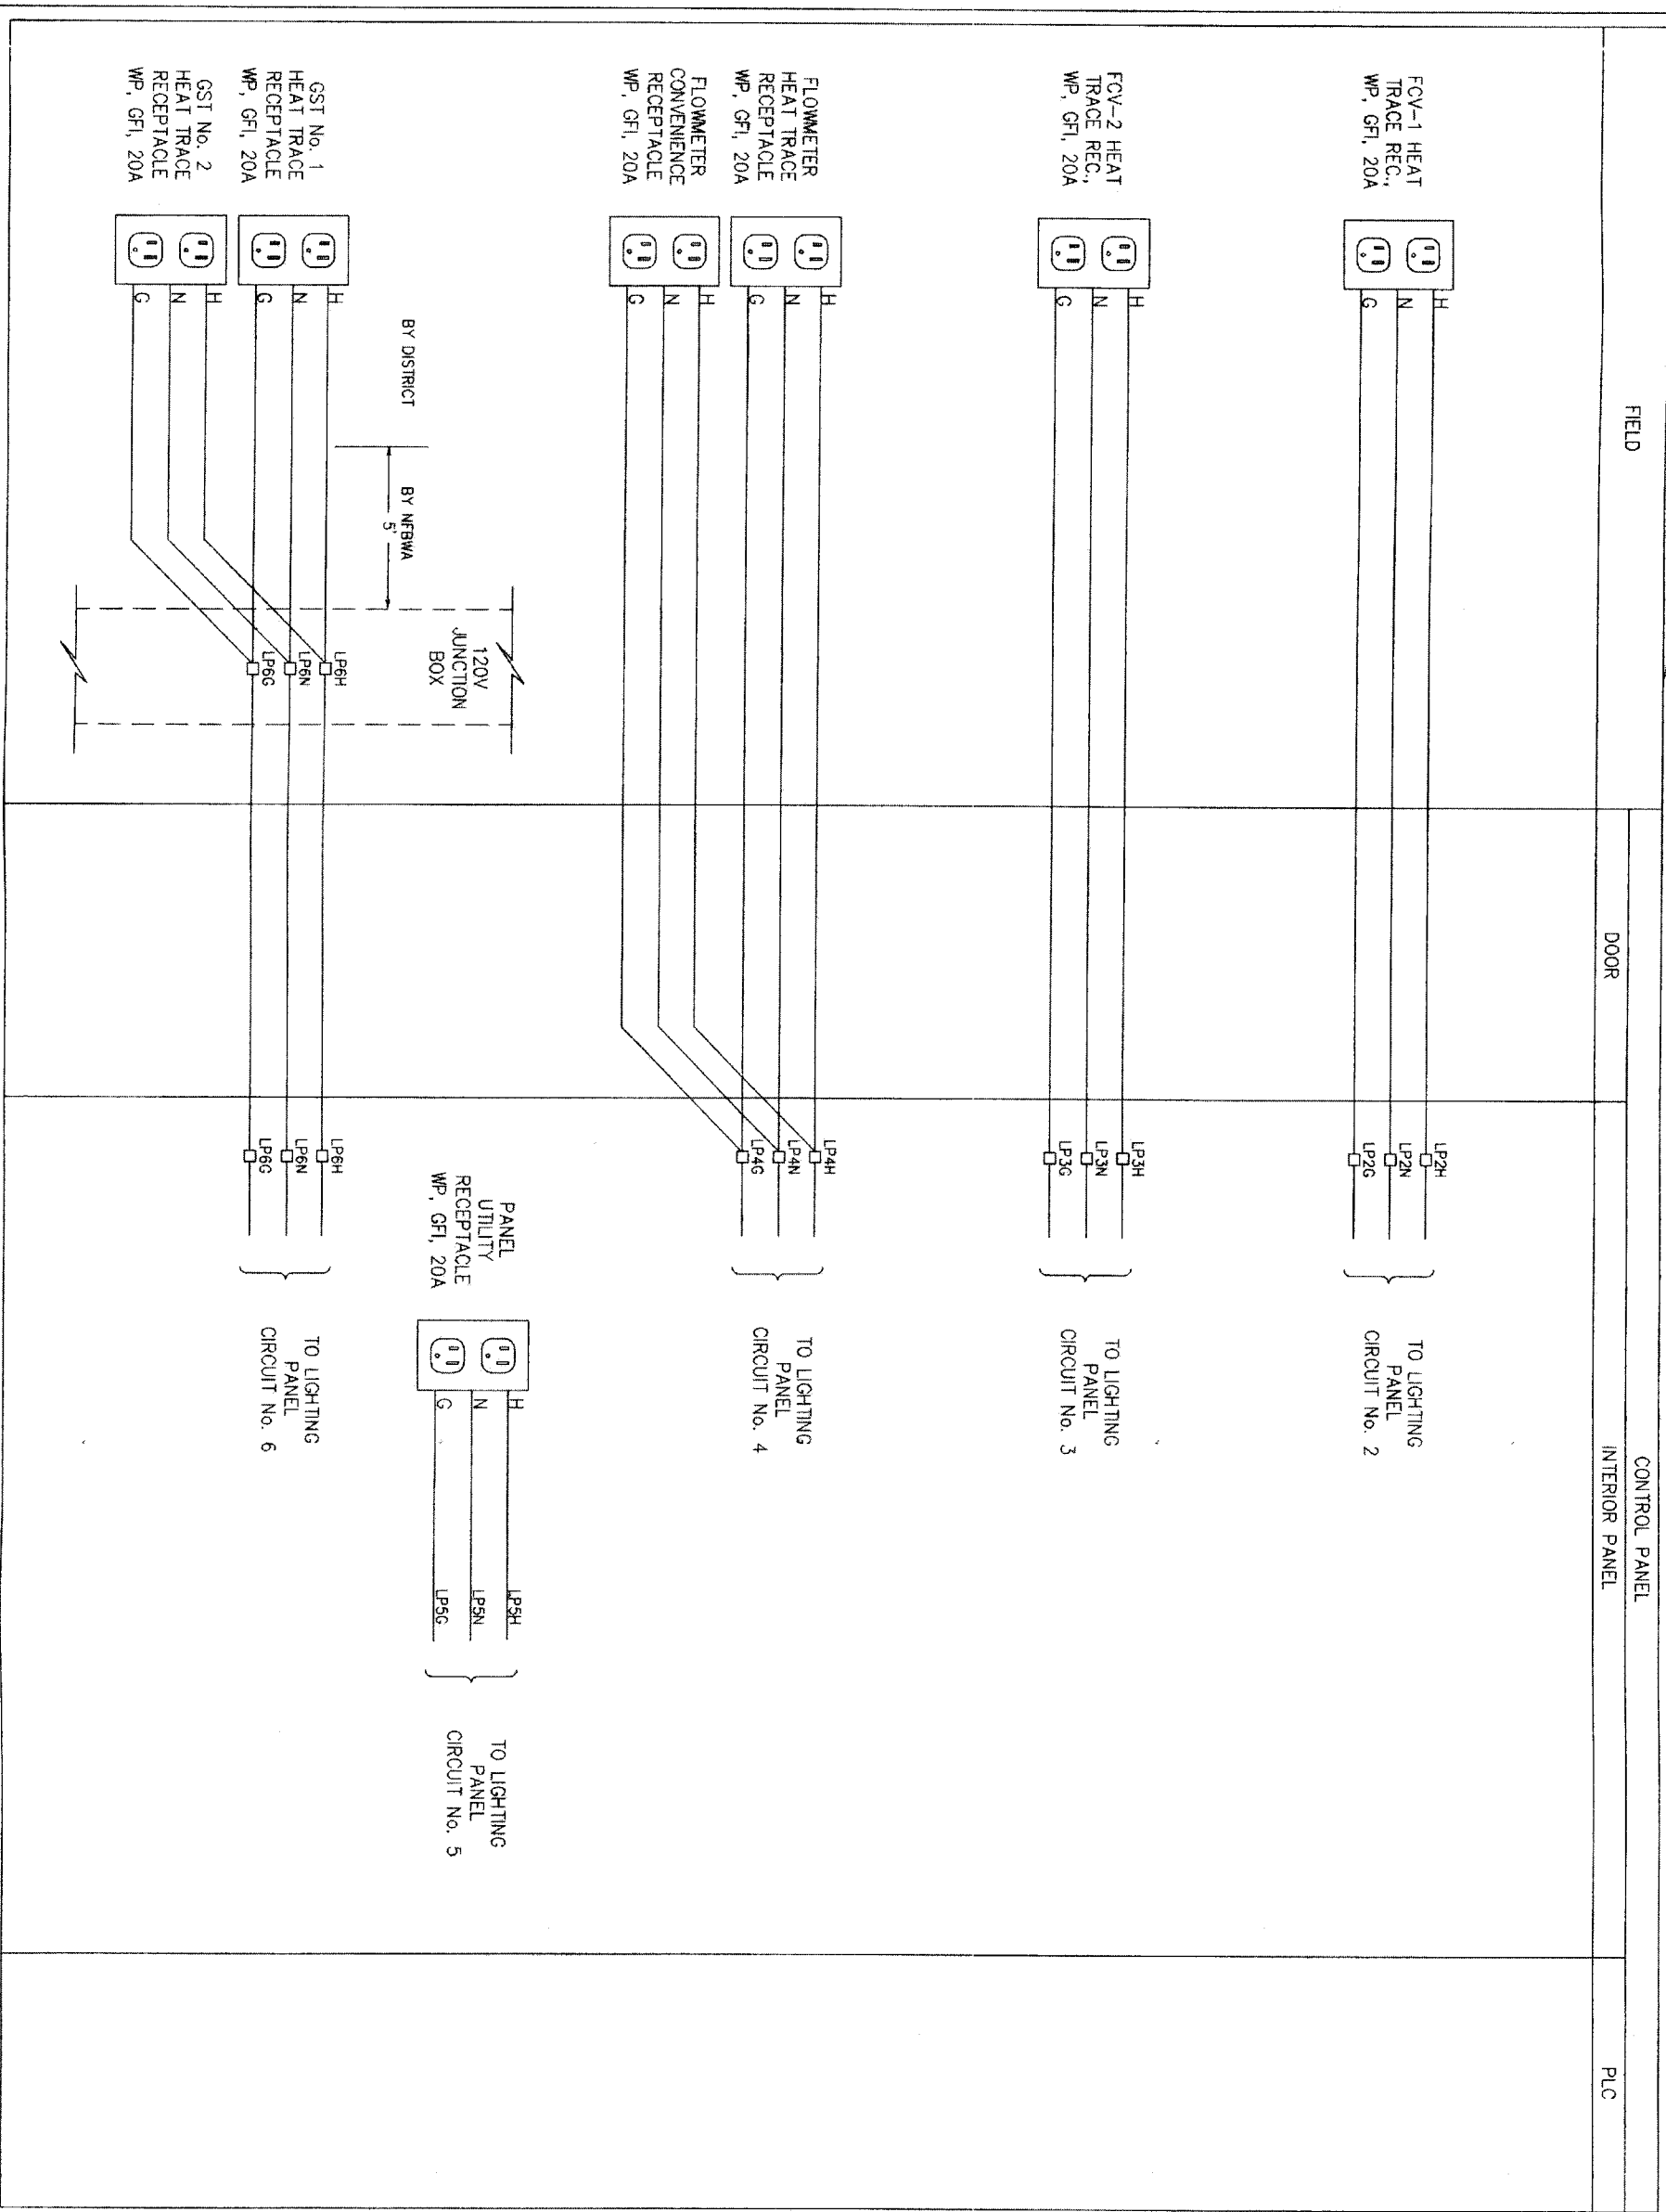 FIELD
CONTROL PANEL
DOOR
INTERIOR PANEL
PLC
FCV-1 HEAT
TRACE REC.,
WP, GFI, 20A
H
N
G
LP2H
LP2N
LP2G
TO LIGHTING
PANEL
CIRCUIT No. 2
FCV-2 HEAT
TRACE REC.,
WP, GFI, 20A
H
N
G
LP3H
LP3N
LP3G
TO LIGHTING
PANEL
CIRCUIT No. 3
FLOWMETER
HEAT TRACE
RECEPTACLE
WP, GFI, 20A
H
N
G
LP4H
LP4N
LP4G
TO LIGHTING
PANEL
CIRCUIT No. 4
FLOWMETER
CONVENIENCE
RECEPTACLE
WP, GFI, 20A
H
N
G
PANEL
UTILITY
RECEPTACLE
WP, GFI, 20A
H
N
G
LP5H
LP5N
LP5G
TO LIGHTING
PANEL
CIRCUIT No. 5
BY DISTRICT
BY NFBWA
5'
120V
JUNCTION
BOX
GST No. 1
HEAT TRACE
RECEPTACLE
WP, GFI, 20A
H
N
G
LP6H
LP6N
LP6G
LP6H
LP6N
LP6G
TO LIGHTING
PANEL
CIRCUIT No. 6
GST No. 2
HEAT TRACE
RECEPTACLE
WP, GFI, 20A
H
N
G